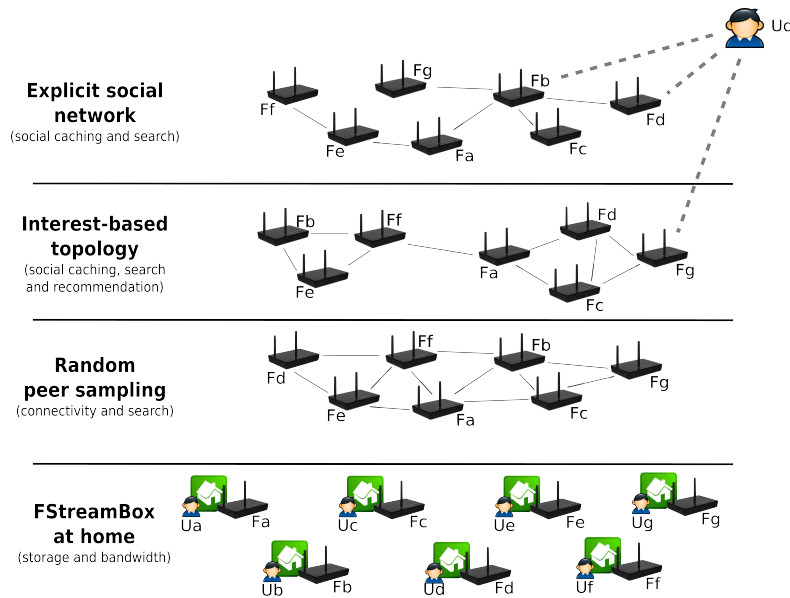 Ud
Explicit social
network
(social caching and search)
Ff
Fg
Fb
Fd
Fe
Fa
Fc
Interest-based
topology
(social caching, search
and recommendation)
Fb
Ff
Fd
Fe
Fa
Fc
Fg
Random
peer sampling
(connectivity and search)
Fd
Ff
Fb
Fg
Fe
Fa
Fc
FStreamBox
at home
(storage and bandwidth)
Ua Fa
Uc Fc
Ue Fe
Ug Fg
Ub Fb
Ud Fd
Uf Ff